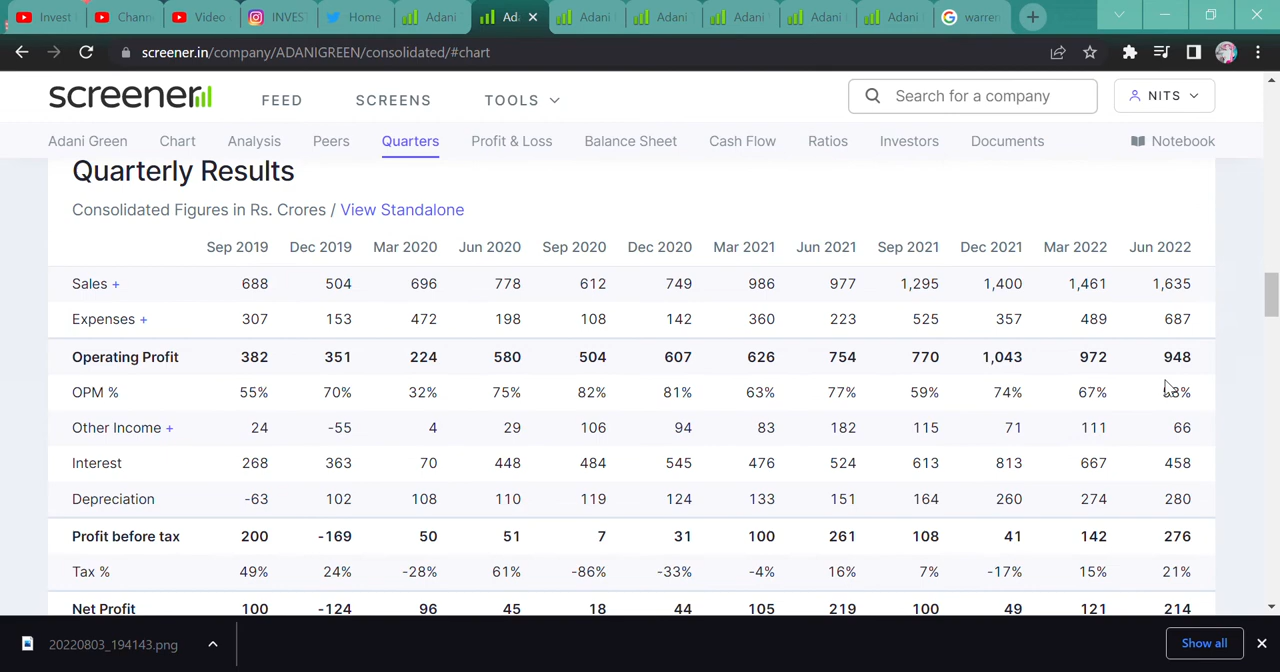 Invest
Chann
Video
INVEST
Home
Adani
Ad
Adani
Adani
Adani
Adani
Adani
warren
screener.in/company/ADANIGREEN/consolidated/#chart
screener
FEED
SCREENS
TOOLS
Search for a company
NITS
Adani Green
Chart
Analysis
Peers
Quarters
Profit & Loss
Balance Sheet
Cash Flow
Ratios
Investors
Documents
Notebook
Quarterly Results
Consolidated Figures in Rs. Crores / View Standalone
Sep 2019 Dec 2019 Mar 2020 Jun 2020 Sep 2020 Dec 2020 Mar 2021 Jun 2021 Sep 2021 Dec 2021 Mar 2022 Jun 2022
Sales + 688 504 696 778 612 749 986 977 1,295 1,400 1,461 1,635
Expenses + 307 153 472 198 108 142 360 223 525 357 489 687
Operating Profit 382 351 224 580 504 607 626 754 770 1,043 972 948
OPM % 55% 70% 32% 75% 82% 81% 63% 77% 59% 74% 67%
Other Income + 24 -55 4 29 106 94 83 182 115 71 111 66
Interest 268 363 70 448 484 545 476 524 613 813 667 458
Depreciation -63 102 108 110 119 124 133 151 164 260 274 280
Profit before tax 200 -169 50 51 7 31 100 261 108 41 142 276
Tax % 49% 24% -28% 61% -86% -33% -4% 16% 7% -17% 15% 21%
Net Profit 100 -124 96 45 18 44 105 219 100 49 121 214
20220803_194143.png
Show all